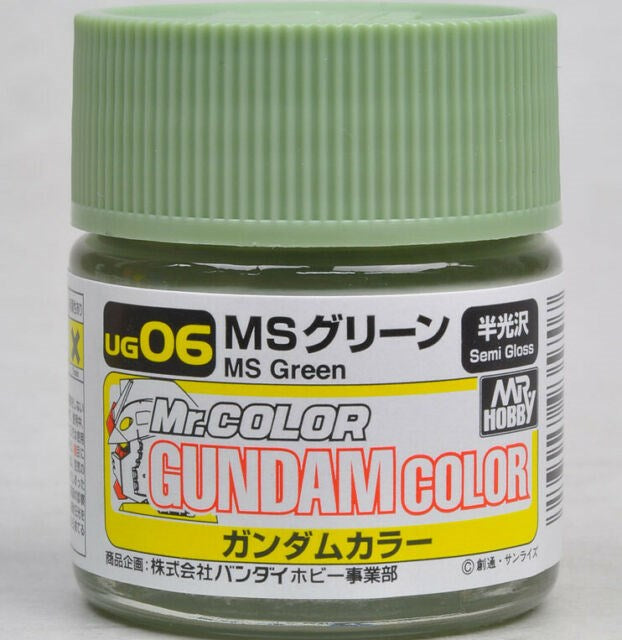 UG06
MSグリーン
MS Green
半光沢
Semi Gloss
MR HOBBY
Mr.COLOR
GUNDAM COLOR
ガンダムカラー
商品企画：株式会社バンダイホビー事業部
©創通・サンライズ